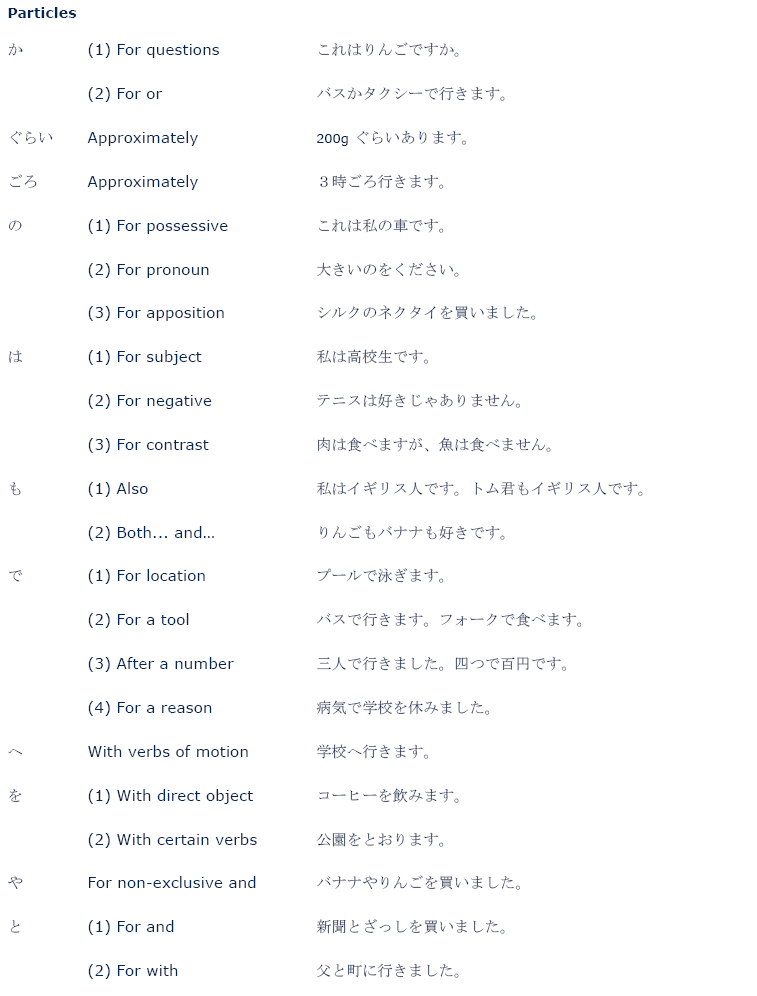 Particles
か (1) For questions これはりんごですか。
(2) For or バスかタクシーで行きます。
ぐらい Approximately 200g ぐらいあります。
ごろ Approximately ３時ごろ行きます。
の (1) For possessive これは私の車です。
(2) For pronoun 大きいのをください。
(3) For apposition シルクのネクタイを買いました。
は (1) For subject 私は高校生です。
(2) For negative テニスは好きじゃありません。
(3) For contrast 肉は食べますが、魚は食べません。
も (1) Also 私はイギリス人です。トム君もイギリス人です。
(2) Both... and... りんごもバナナも好きです。
で (1) For location プールで泳ぎます。
(2) For a tool バスで行きます。フォークで食べます。
(3) After a number 三人で行きました。四つで百円です。
(4) For a reason 病気で学校を休みました。
へ With verbs of motion 学校へ行きます。
を (1) With direct object コーヒーを飲みます。
(2) With certain verbs 公園をとおります。
や For non-exclusive and バナナやりんごを買いました。
と (1) For and 新聞とざっしを買いました。
(2) For with 父と町に行きました。